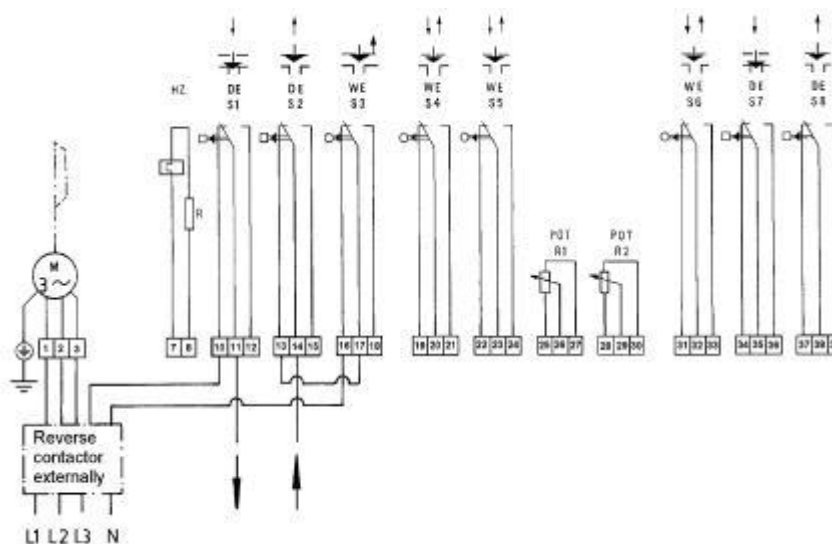 HZ DE DE WE WE WE WE DE DE
S1 S2 S3 S4 S5 S6 S7 S8
R
M
3~
POT POT
R1 R2
1 2 3 7 8 10 11 12 13 14 15 16 17 18 19 20 21 22 23 24 25 26 27 28 29 30 31 32 33 34 35 36 37 38
Reverse
contactor
externally
L1 L2 L3 N